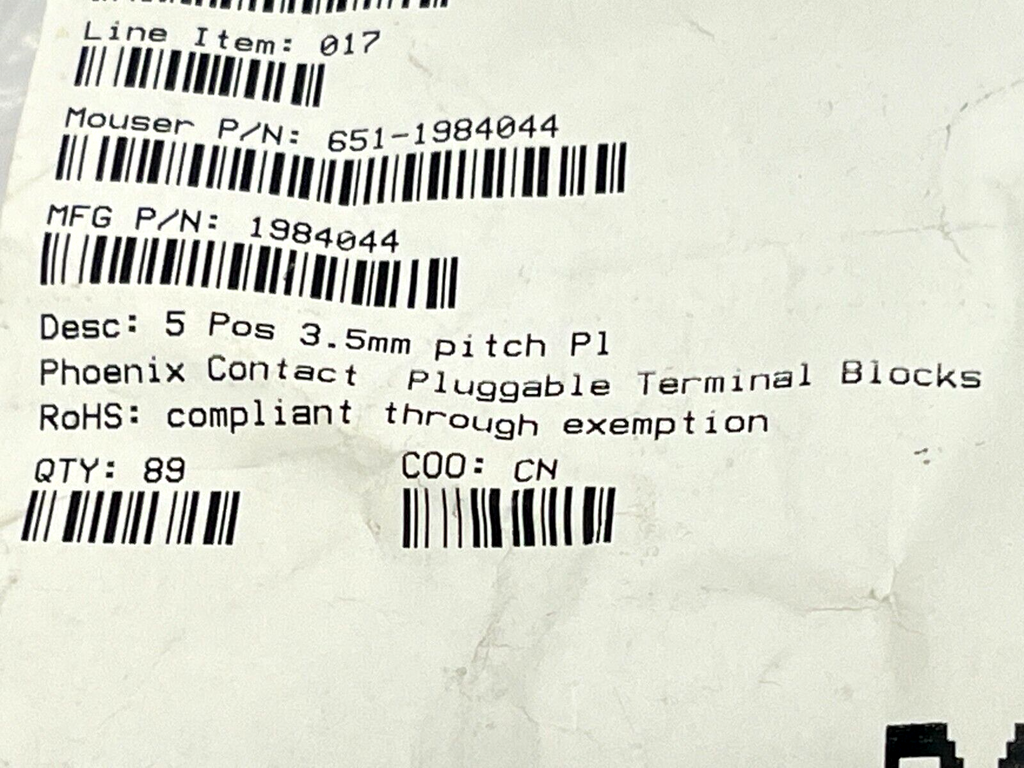 Line Item: 017
Mouser P/N: 651-1984044
MFG P/N: 1984044
Desc: 5 Pos 3.5mm pitch Pl
Phoenix Contact Pluggable Terminal Blocks
RoHS: compliant through exemption
QTY: 89 COO: CN